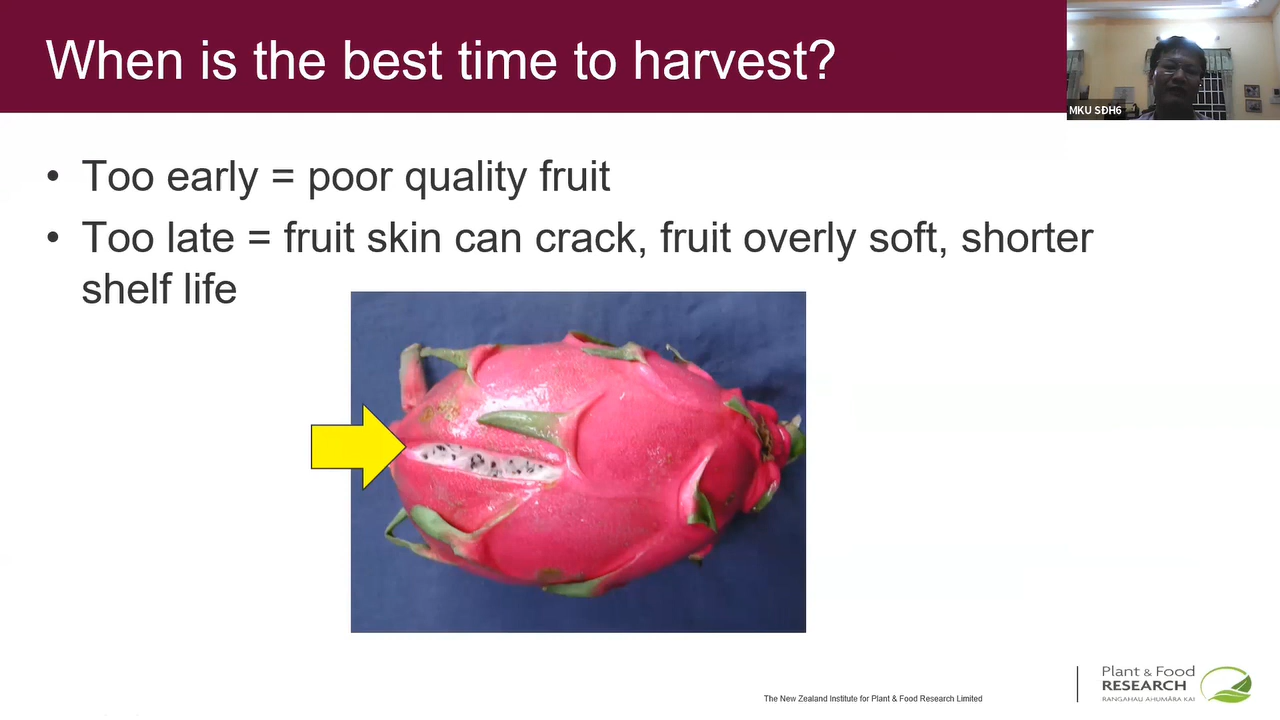 When is the best time to harvest?
MKU SĐH6
• Too early = poor quality fruit
• Too late = fruit skin can crack, fruit overly soft, shorter
shelf life
The New Zealand Institute for Plant & Food Research Limited
Plant & Food
RESEARCH
RANGAHAU AHUMĀRA KAI